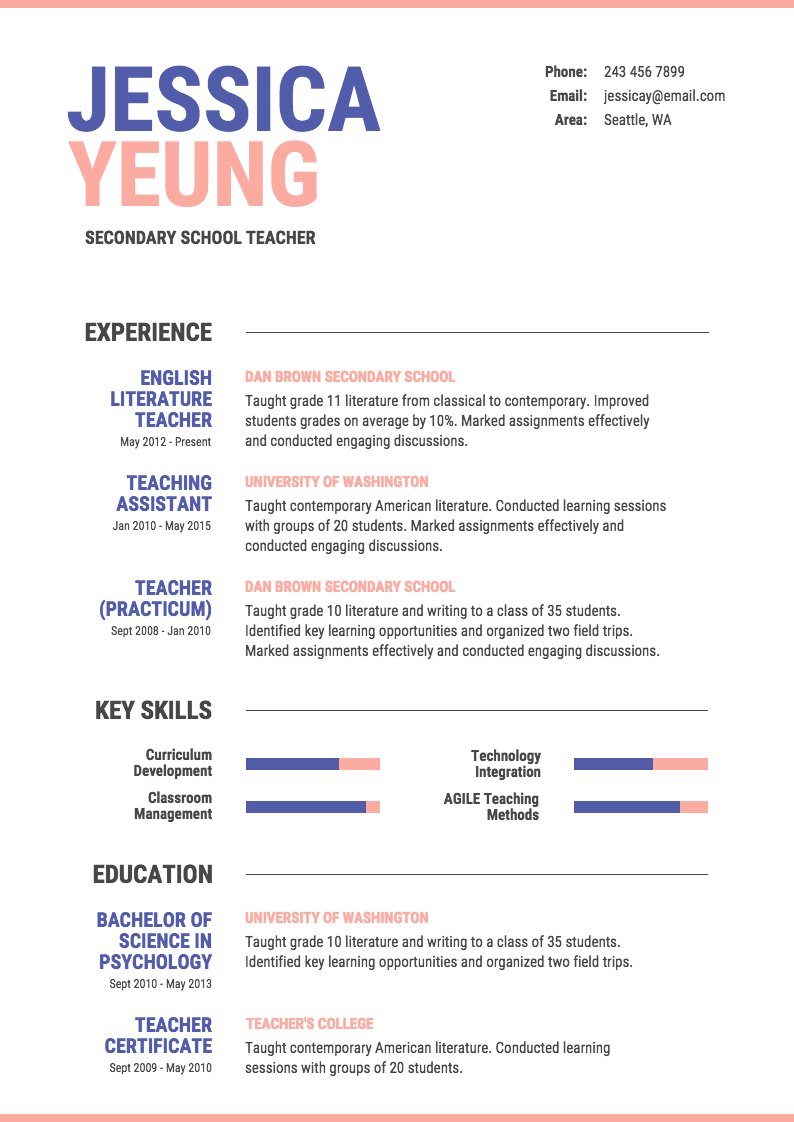 JESSICA
YEUNG
SECONDARY SCHOOL TEACHER
Phone: 243 456 7899
Email: jessicay@email.com
Area: Seattle, WA
EXPERIENCE
ENGLISH
LITERATURE
TEACHER
May 2012 - Present
DAN BROWN SECONDARY SCHOOL
Taught grade 11 literature from classical to contemporary. Improved
students grades on average by 10%. Marked assignments effectively
and conducted engaging discussions.
TEACHING
ASSISTANT
Jan 2010 - May 2015
UNIVERSITY OF WASHINGTON
Taught contemporary American literature. Conducted learning sessions
with groups of 20 students. Marked assignments effectively and
conducted engaging discussions.
TEACHER
(PRACTICUM)
Sept 2008 - Jan 2010
DAN BROWN SECONDARY SCHOOL
Taught grade 10 literature and writing to a class of 35 students.
Identified key learning opportunities and organized two field trips.
Marked assignments effectively and conducted engaging discussions.
KEY SKILLS
Curriculum
Development
Technology
Integration
Classroom
Management
AGILE Teaching
Methods
EDUCATION
BACHELOR OF
SCIENCE IN
PSYCHOLOGY
Sept 2010 - May 2013
UNIVERSITY OF WASHINGTON
Taught grade 10 literature and writing to a class of 35 students.
Identified key learning opportunities and organized two field trips.
TEACHER
CERTIFICATE
Sept 2009 - May 2010
TEACHER'S COLLEGE
Taught contemporary American literature. Conducted learning
sessions with groups of 20 students.